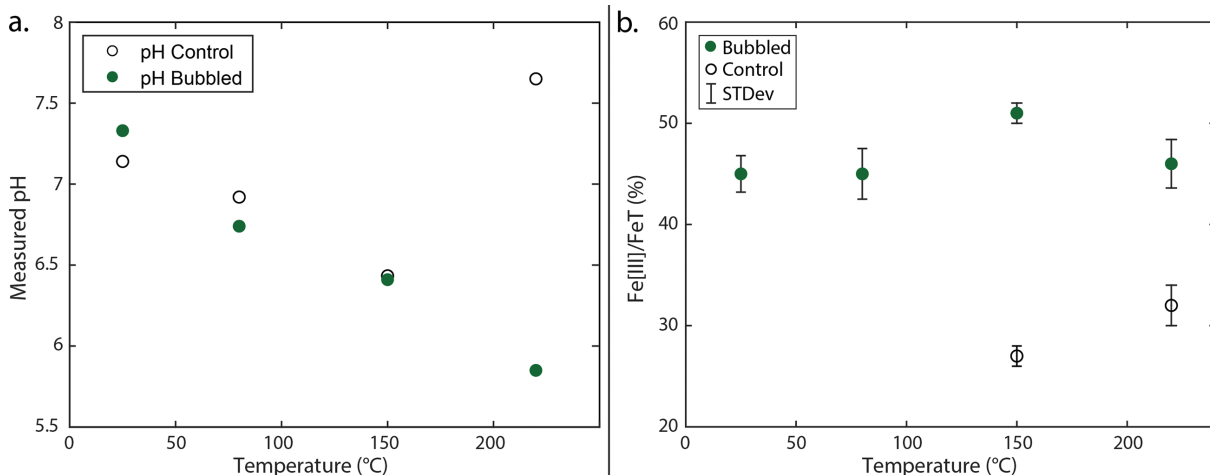 a.
pH Control
pH Bubbled
Measured pH
8
7.5
7
6.5
6
5.5
0
50
100
150
200
Temperature (°C)
b.
Bubbled
Control
STDev
Fe[III]/FeT (%)
60
50
40
30
20
0
50
100
150
200
Temperature (°C)